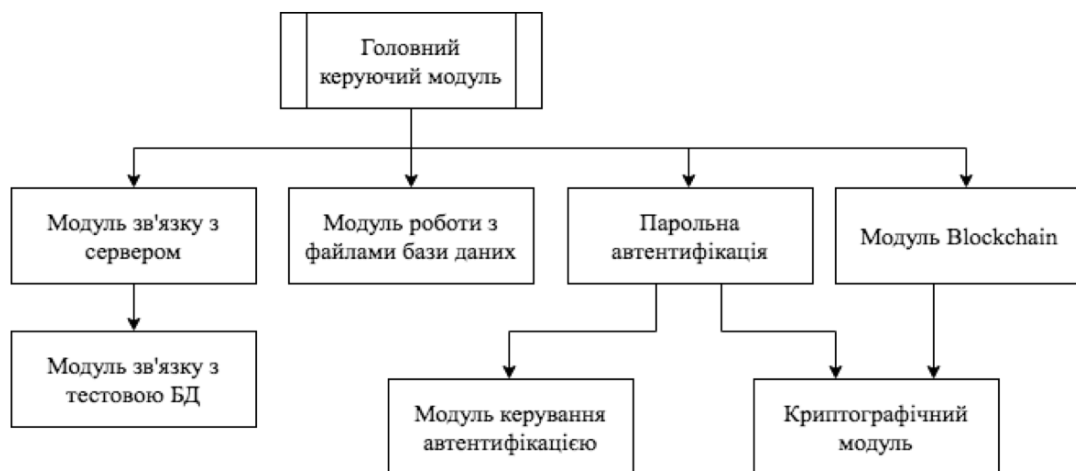 Головний
керуючий модуль
Модуль зв'язку з
сервером
Модуль роботи з
файлами бази даних
Парольна
автентифікація
Модуль Blockchain
Модуль зв'язку з
тестовою БД
Модуль керування
автентифікацією
Криптографічний
модуль